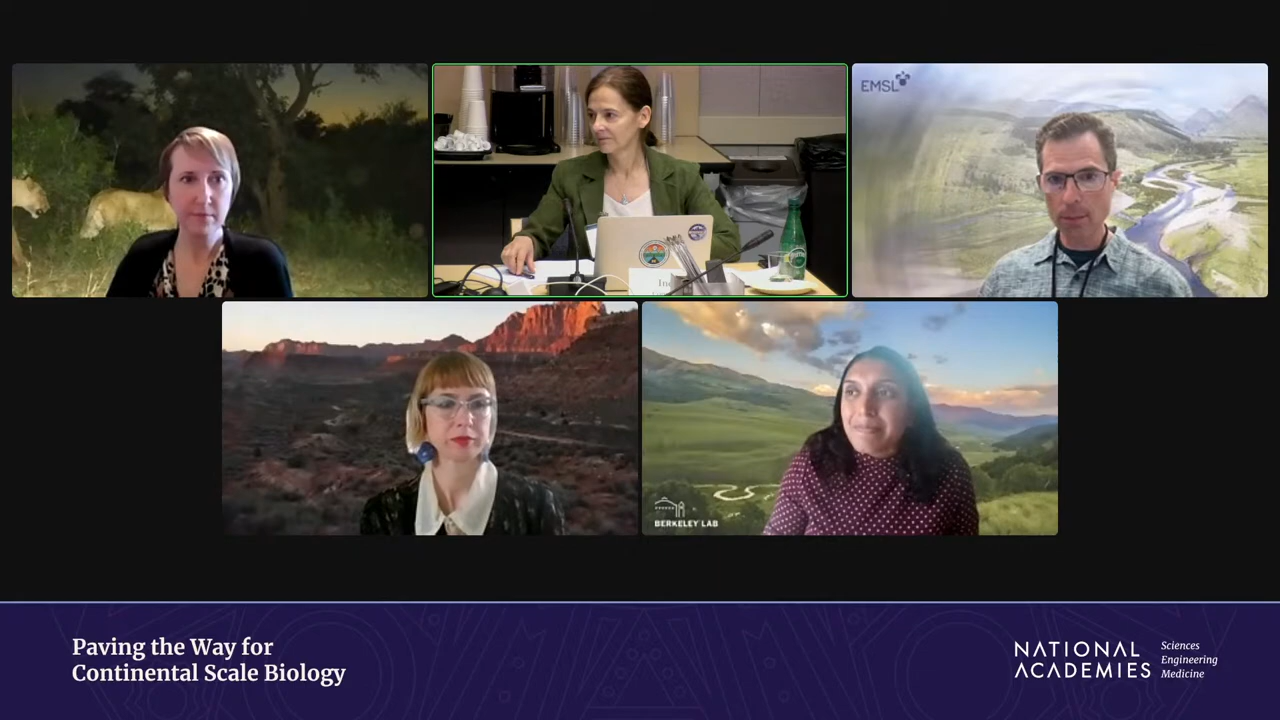 EMSL
BERKELEY LAB
Paving the Way for
Continental Scale Biology
NATIONAL
ACADEMIES
Sciences
Engineering
Medicine